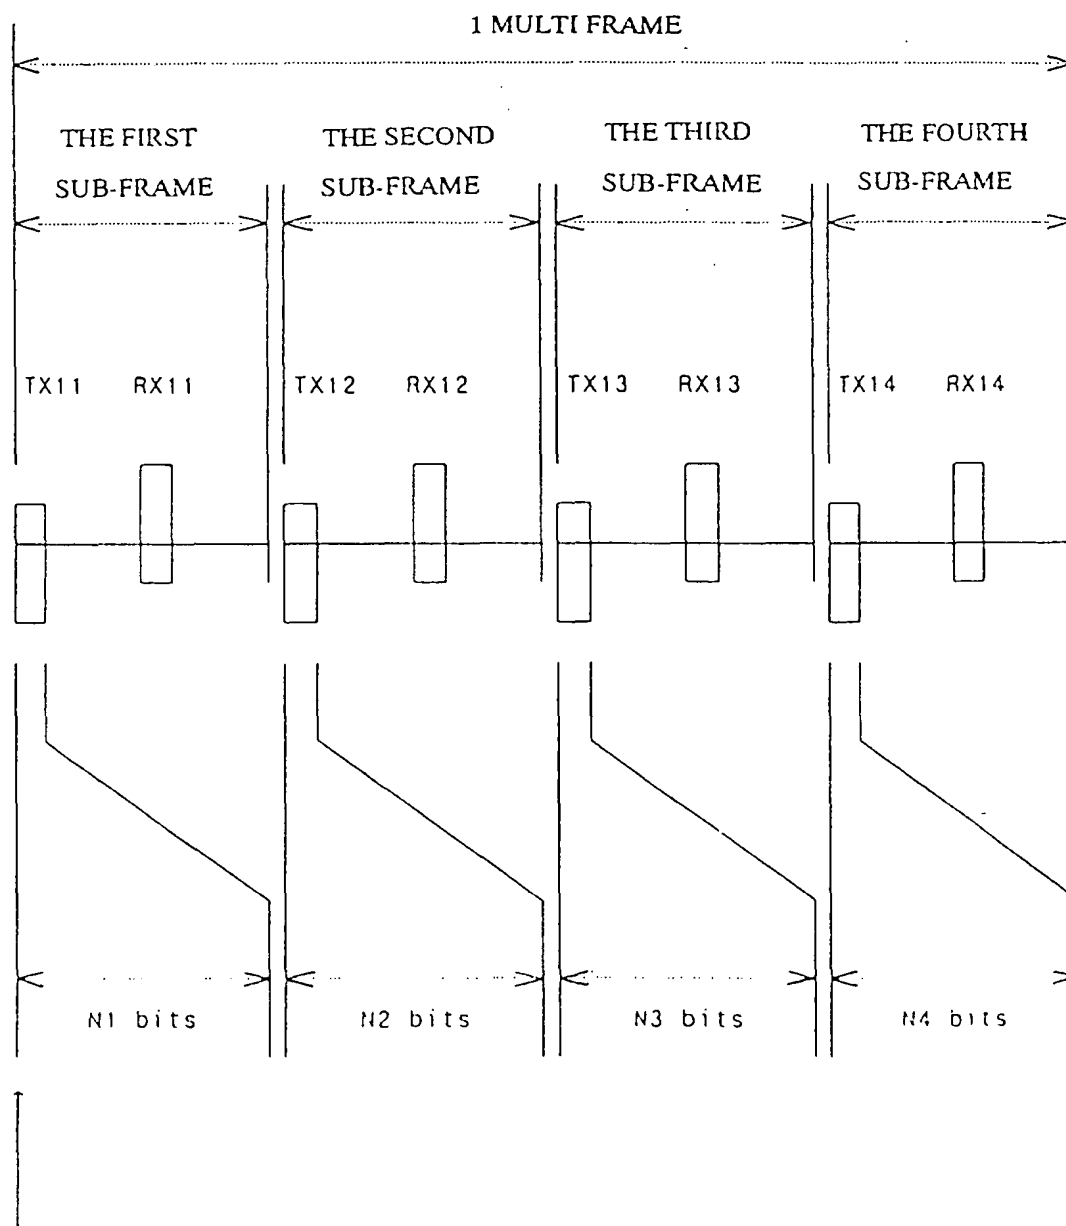 1 MULTI FRAME
THE FIRST
SUB-FRAME
THE SECOND
SUB-FRAME
THE THIRD
SUB-FRAME
THE FOURTH
SUB-FRAME
TX11 RX11 TX12 RX12 TX13 RX13 TX14 RX14
N1 bits N2 bits N3 bits N4 bits